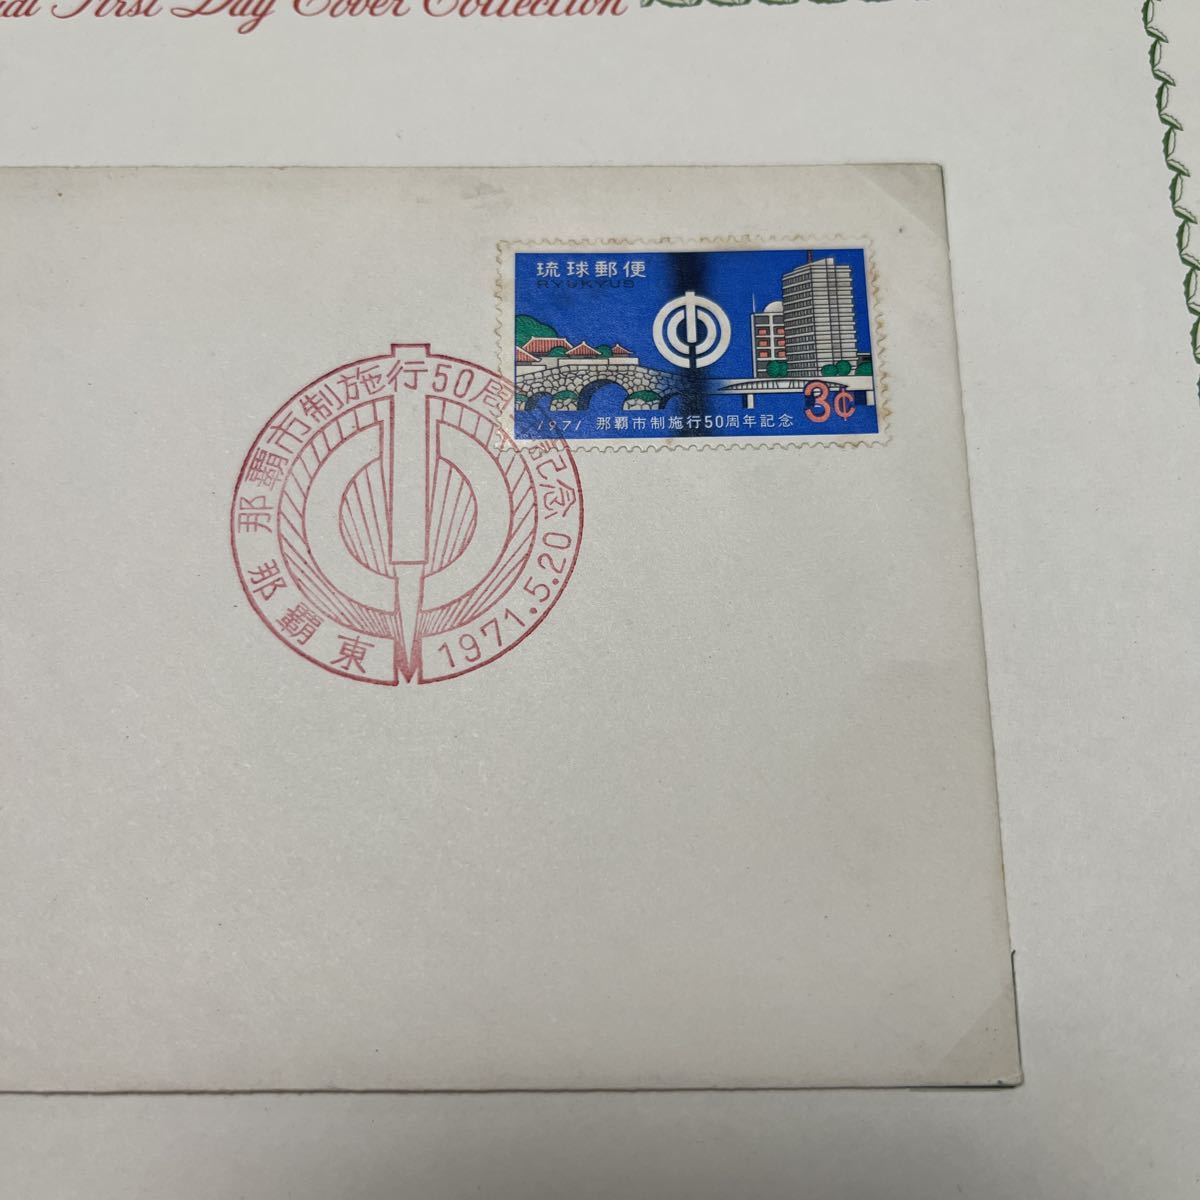 First Day Cover Collection
琉球郵便
RYUKYUS
3¢
1971 那覇市制施行50周年記念
那覇市制施行50周年記念
那覇東 1971.5.20